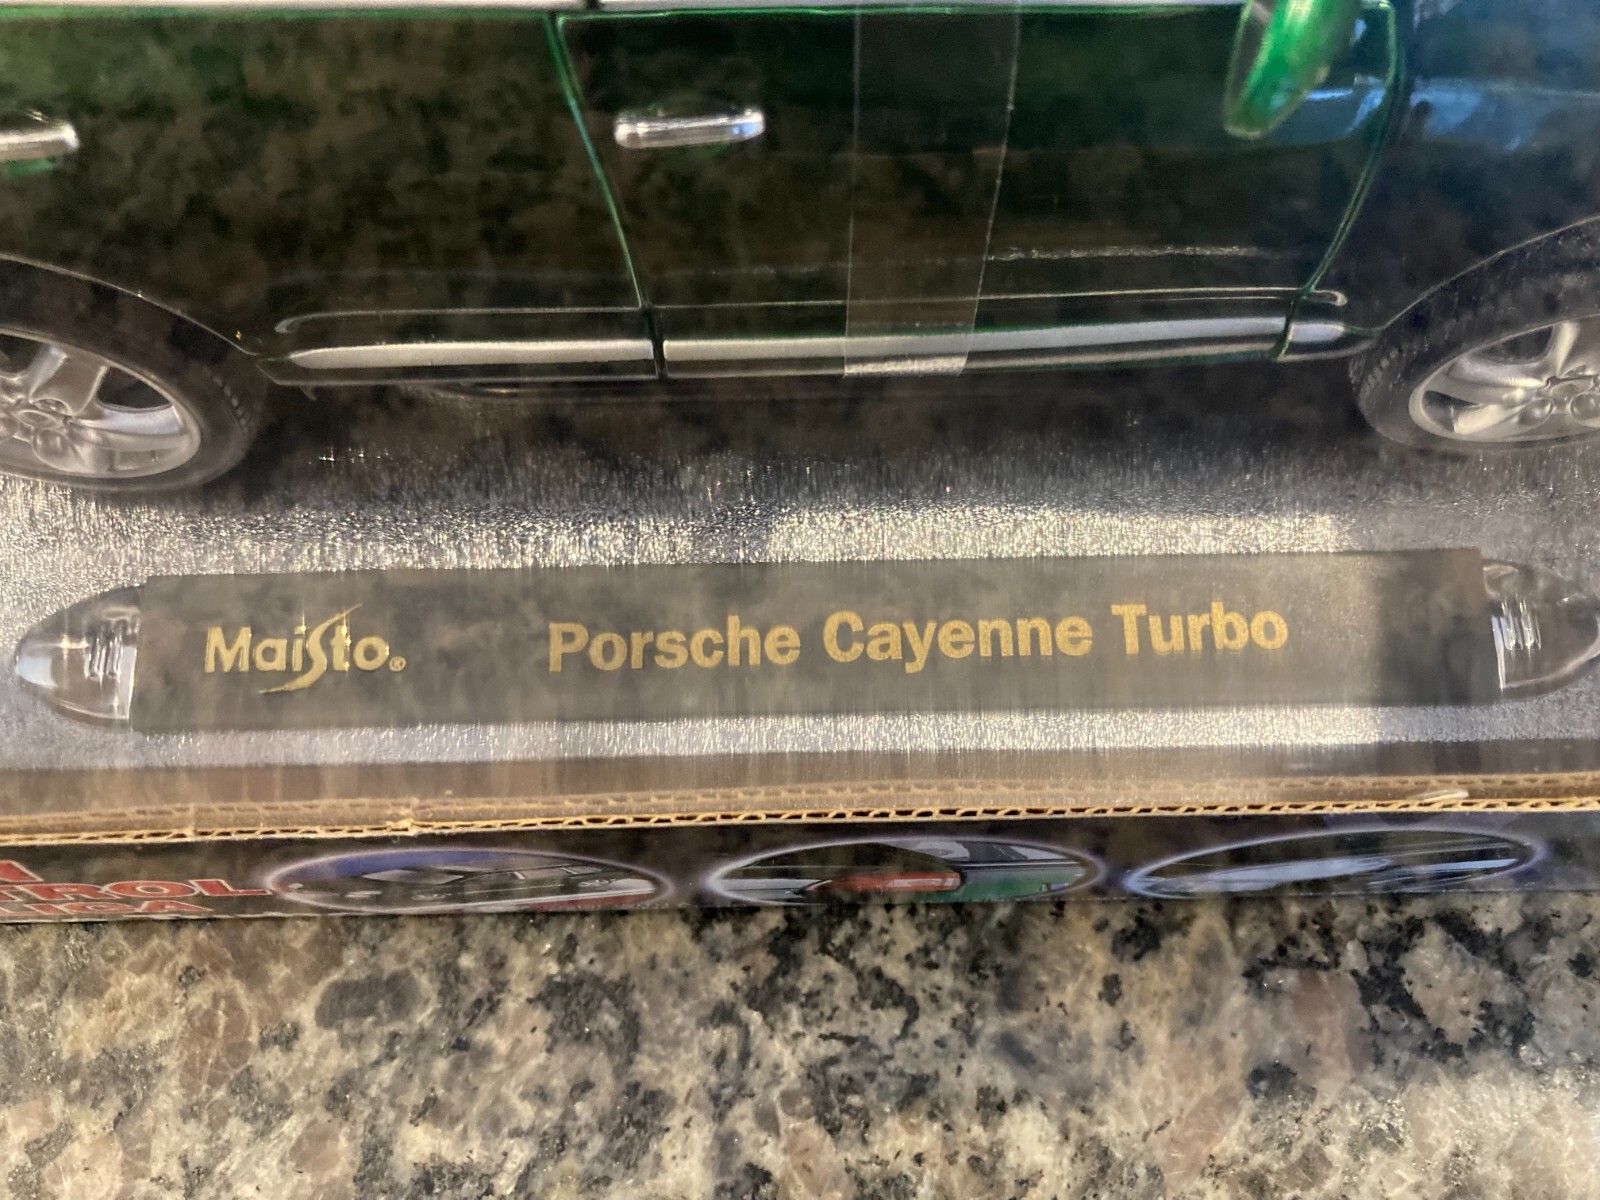 Maisto® Porsche Cayenne Turbo